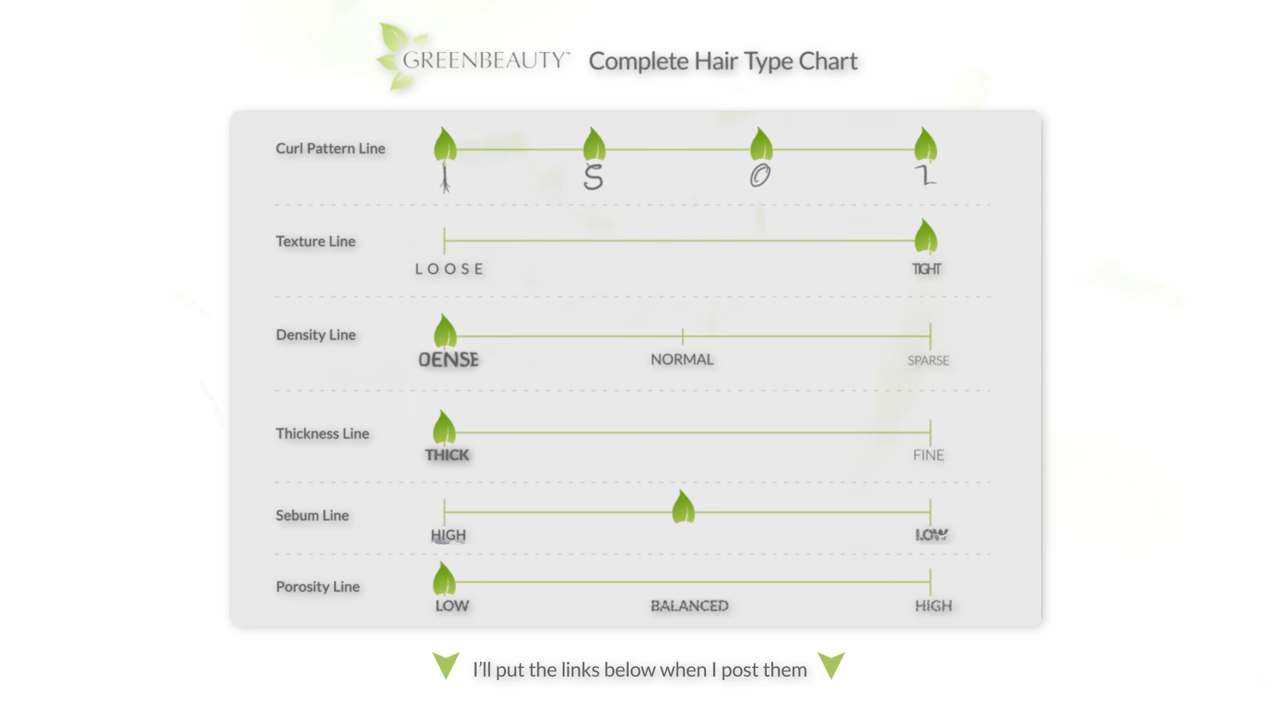 GREENBEAUTY™ Complete Hair Type Chart
Curl Pattern Line
I S O L
Texture Line
LOOSE TIGHT
Density Line
DENSE NORMAL SPARSE
Thickness Line
THICK FINE
Sebum Line
HIGH LOW
Porosity Line
LOW BALANCED HIGH
I'll put the links below when I post them